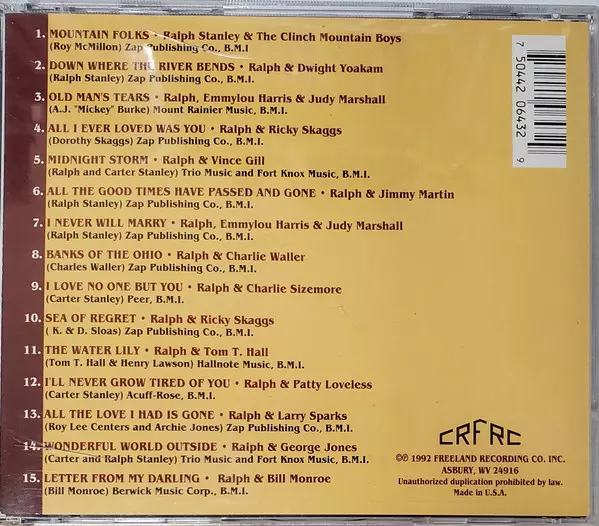 1. MOUNTAIN FOLKS • Ralph Stanley & The Clinch Mountain Boys
(Roy McMillon) Zap Publishing Co., B.M.I
2. DOWN WHERE THE RIVER BENDS • Ralph & Dwight Yoakam
(Ralph Stanley) Zap Publishing Co., B.M.I.
3. OLD MAN'S TEARS • Ralph, Emmylou Harris & Judy Marshall
(A.J. "Mickey" Burke) Mount Rainier Music, B.M.I.
4. ALL I EVER LOVED WAS YOU • Ralph & Ricky Skaggs
(Dorothy Skaggs) Zap Publishing Co., B.M.I.
5. MIDNIGHT STORM • Ralph & Vince Gill
(Ralph and Carter Stanley) Trio Music and Fort Knox Music, B.M.I.
6. ALL THE GOOD TIMES HAVE PASSED AND GONE • Ralph & Jimmy Martin
(Ralph Stanley) Zap Publishing Co., B.M.I.
7. I NEVER WILL MARRY • Ralph, Emmylou Harris & Judy Marshall
(Ralph Stanley) Zap Publishing Co., B.M.I.
8. BANKS OF THE OHIO • Ralph & Charlie Waller
(Charles Waller) Zap Publishing Co., B.M.I.
9. I LOVE NO ONE BUT YOU • Ralph & Charlie Sizemore
(Carter Stanley) Peer, B.M.I.
10. SEA OF REGRET • Ralph & Ricky Skaggs
( K. & D. Sloas) Zap Publishing Co., B.M.I.
11. THE WATER LILY • Ralph & Tom T. Hall
(Tom T. Hall & Henry Lawson) Hallnote Music, B.M.I.
12. I'LL NEVER GROW TIRED OF YOU • Ralph & Patty Loveless
(Carter Stanley) Acuff-Rose, B.M.I.
13. ALL THE LOVE I HAD IS GONE • Ralph & Larry Sparks
(Roy Lee Centers and Archie Jones) Zap Publishing Co., B.M.I.
14. WONDERFUL WORLD OUTSIDE • Ralph & George Jones
(Carter and Ralph Stanley) Trio Music and Fort Knox Music, B.M.I.
15. LETTER FROM MY DARLING • Ralph & Bill Monroe
(Bill Monroe) Berwick Music Corp., B.M.I.
7 50442 06432 9
CRFRC
©℗ 1992 FREELAND RECORDING CO. INC.
ASBURY, WV 24916
Unauthorized duplication prohibited by law.
Made in U.S.A.